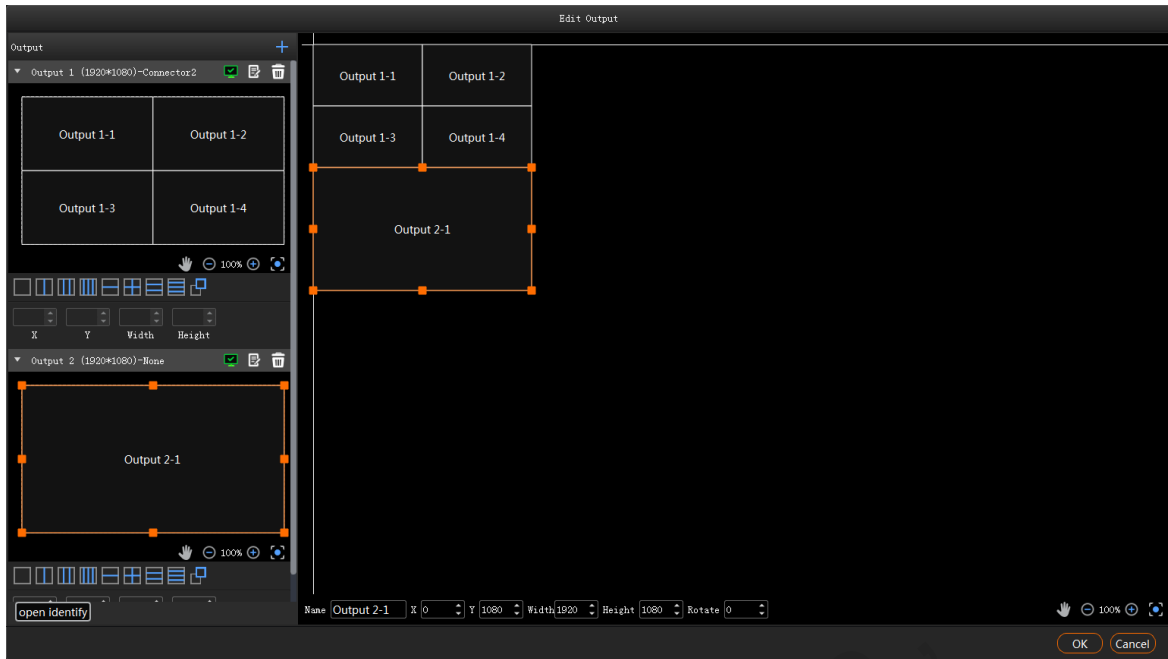 Edit Output
Output
Output 1 (1920*1080)-Connector2
Output 1-1 Output 1-2
Output 1-3 Output 1-4
100%
X Y Width Height
Output 2 (1920*1080)-None
Output 2-1
100%
open identify
Output 1-1 Output 1-2
Output 1-3 Output 1-4
Output 2-1
Name Output 2-1 X 0 Y 1080 Width 1920 Height 1080 Rotate 0
100%
OK Cancel